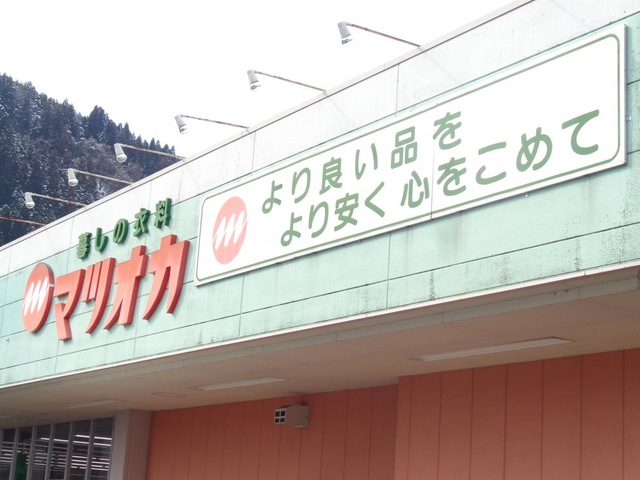 暮しの衣料
マツオカ
より良い品を
より安く心をこめて